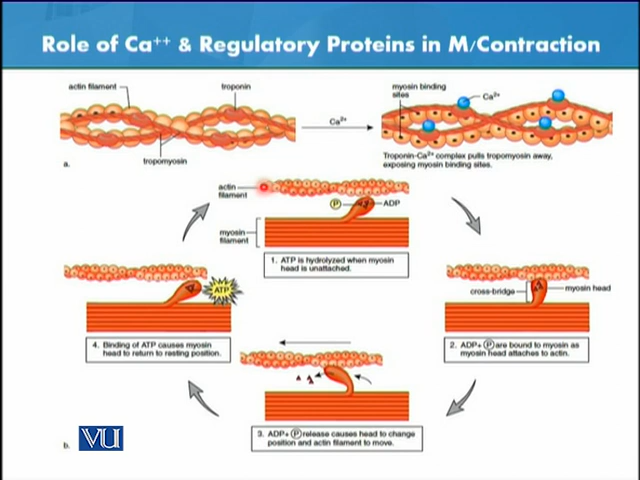 Role of Ca++ & Regulatory Proteins in M/Contraction
actin filament
troponin
myosin binding
sites
Ca2+
Ca2+
tropomyosin
a.
Troponin-Ca2+ complex pulls tropomyosin away,
exposing myosin binding sites.
actin
filament
P
ADP
myosin
filament
1. ATP is hydrolyzed when myosin
head is unattached.
ATP
cross-bridge
myosin head
4. Binding of ATP causes myosin
head to return to resting position.
2. ADP+ P are bound to myosin as
myosin head attaches to actin.
3. ADP+ P release causes head to change
position and actin filament to move.
b.
VU